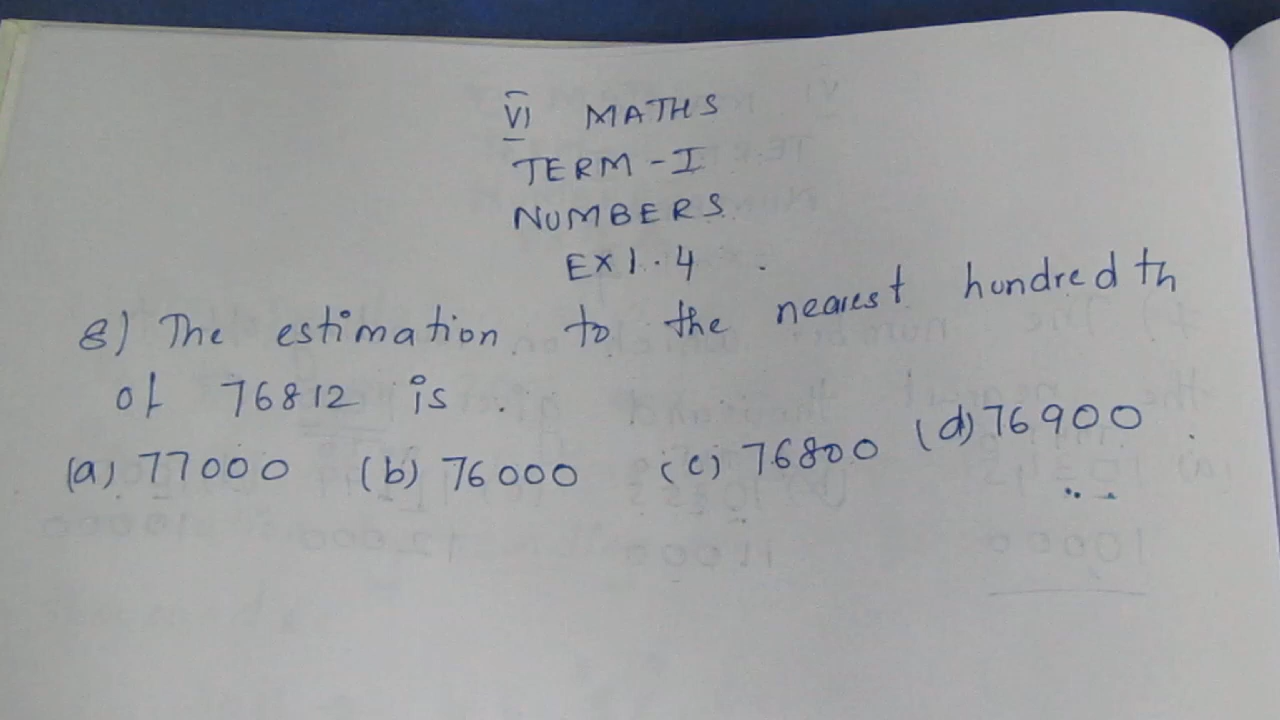 VI MATHS
TERM - I
NUMBERS
EX 1.4
8) The estimation to the nearest hundred th
of 76812 is .
(a) 77000 (b) 76000 (c) 76800 (d) 76900